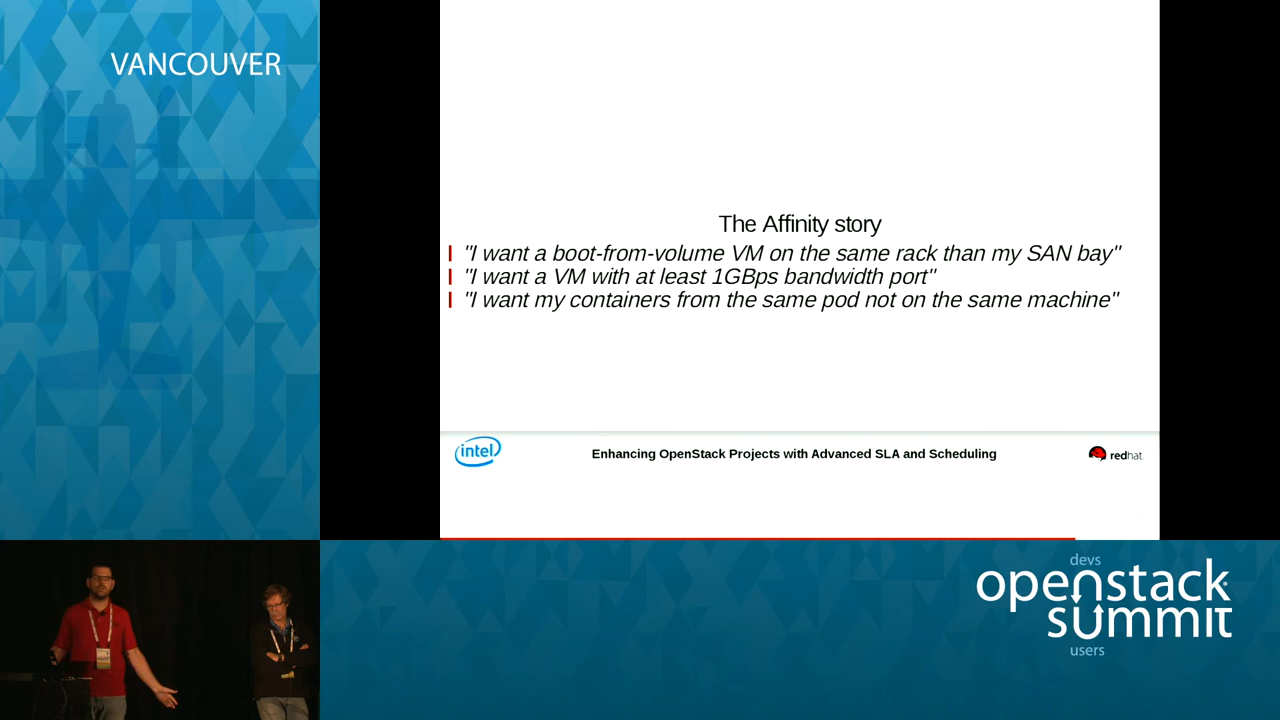 VANCOUVER
The Affinity story
"I want a boot-from-volume VM on the same rack than my SAN bay"
"I want a VM with at least 1GBps bandwidth port"
"I want my containers from the same pod not on the same machine"
intel
Enhancing OpenStack Projects with Advanced SLA and Scheduling
redhat
devs
openstack
summit
users